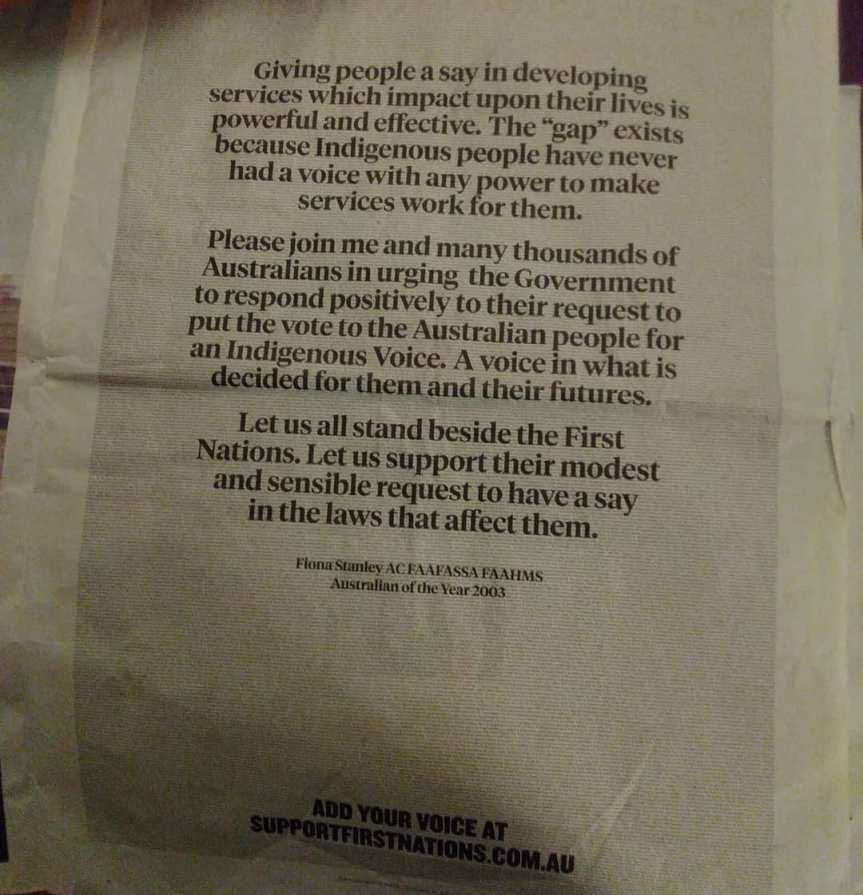 Giving people a say in developing
services which impact upon their lives is
powerful and effective. The “gap” exists
because Indigenous people have never
had a voice with any power to make
services work for them.
Please join me and many thousands of
Australians in urging the Government
to respond positively to their request to
put the vote to the Australian people for
an Indigenous Voice. A voice in what is
decided for them and their futures.
Let us all stand beside the First
Nations. Let us support their modest
and sensible request to have a say
in the laws that affect them.
Fiona Stanley AC FAAFASSA FAAHMS
Australian of the Year 2003
ADD YOUR VOICE AT
SUPPORTFIRSTNATIONS.COM.AU